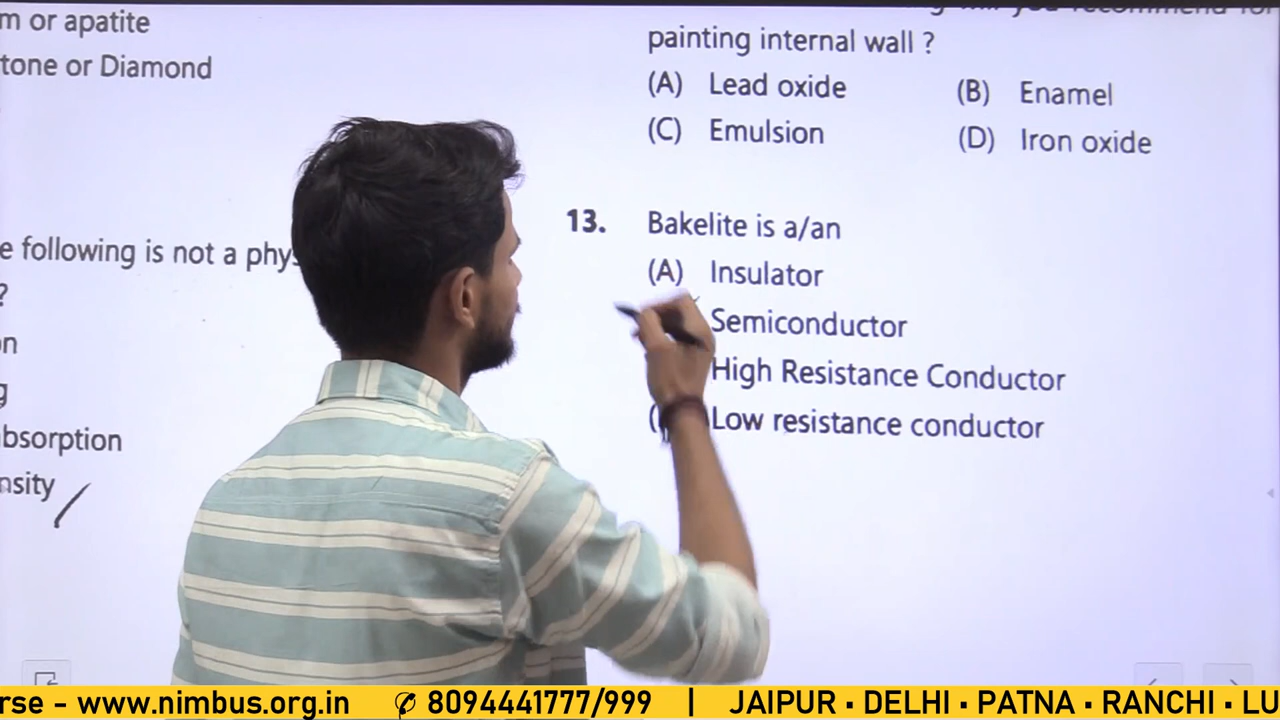 m or apatite
tone or Diamond
e following is not a phys
?
on
g
absorption
nsity
painting internal wall ?
(A) Lead oxide (B) Enamel
(C) Emulsion (D) Iron oxide
13. Bakelite is a/an
(A) Insulator
Semiconductor
High Resistance Conductor
Low resistance conductor
rse - www.nimbus.org.in ✆ 8094441777/999 | JAIPUR ▪ DELHI ▪ PATNA ▪ RANCHI ▪ LU